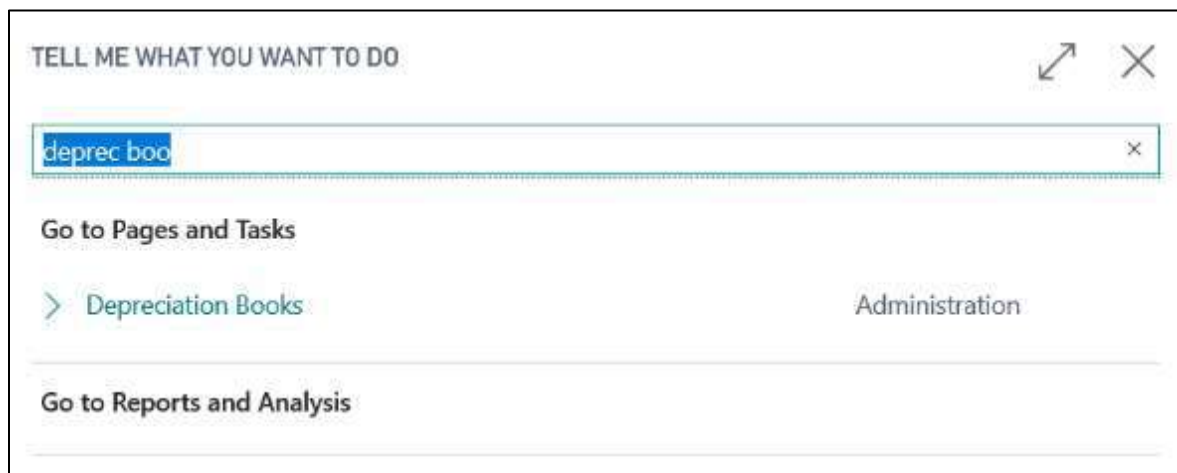 TELL ME WHAT YOU WANT TO DO
deprec boo
Go to Pages and Tasks
Depreciation Books Administration
Go to Reports and Analysis